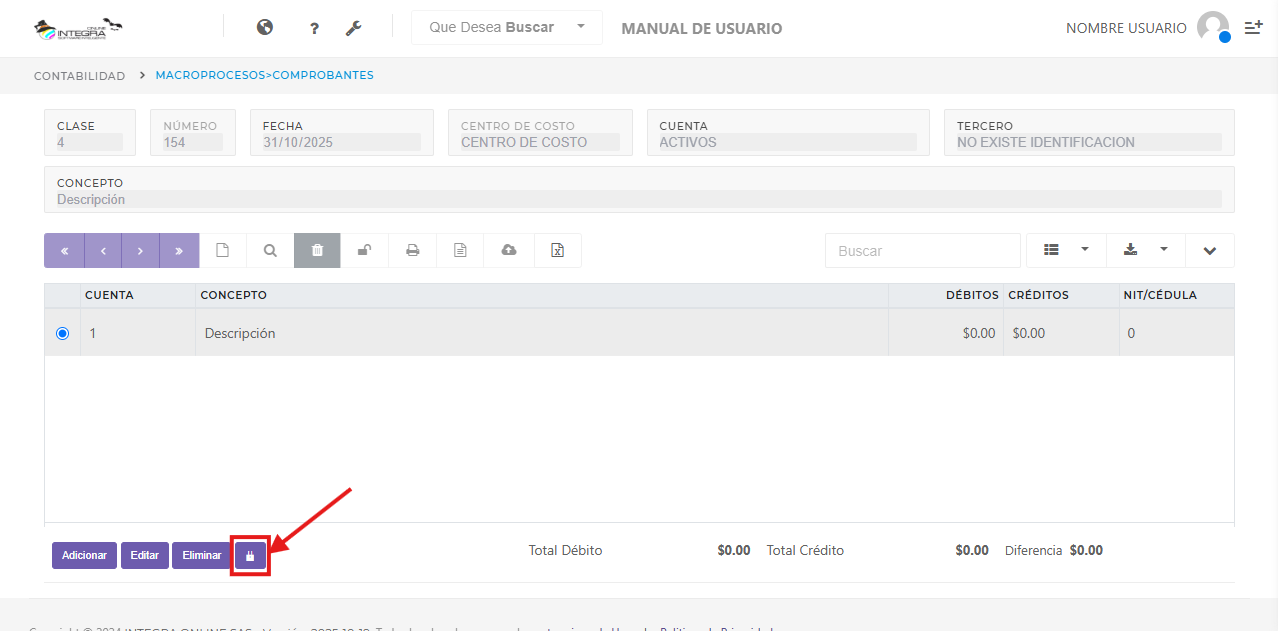 INTEGRA
ONLINE
? Que Desea Buscar MANUAL DE USUARIO NOMBRE USUARIO
CONTABILIDAD > MACROPROCESOS>COMPROBANTES
CLASE NÚMERO FECHA CENTRO DE COSTO CUENTA TERCERO
4 154 31/10/2025 CENTRO DE COSTO ACTIVOS NO EXISTE IDENTIFICACION
CONCEPTO
Descripción
« ‹ › » Buscar
CUENTA CONCEPTO DÉBITOS CRÉDITOS NIT/CÉDULA
1 Descripción $0.00 $0.00 0
Adicionar Editar Eliminar Total Débito $0.00 Total Crédito $0.00 Diferencia $0.00